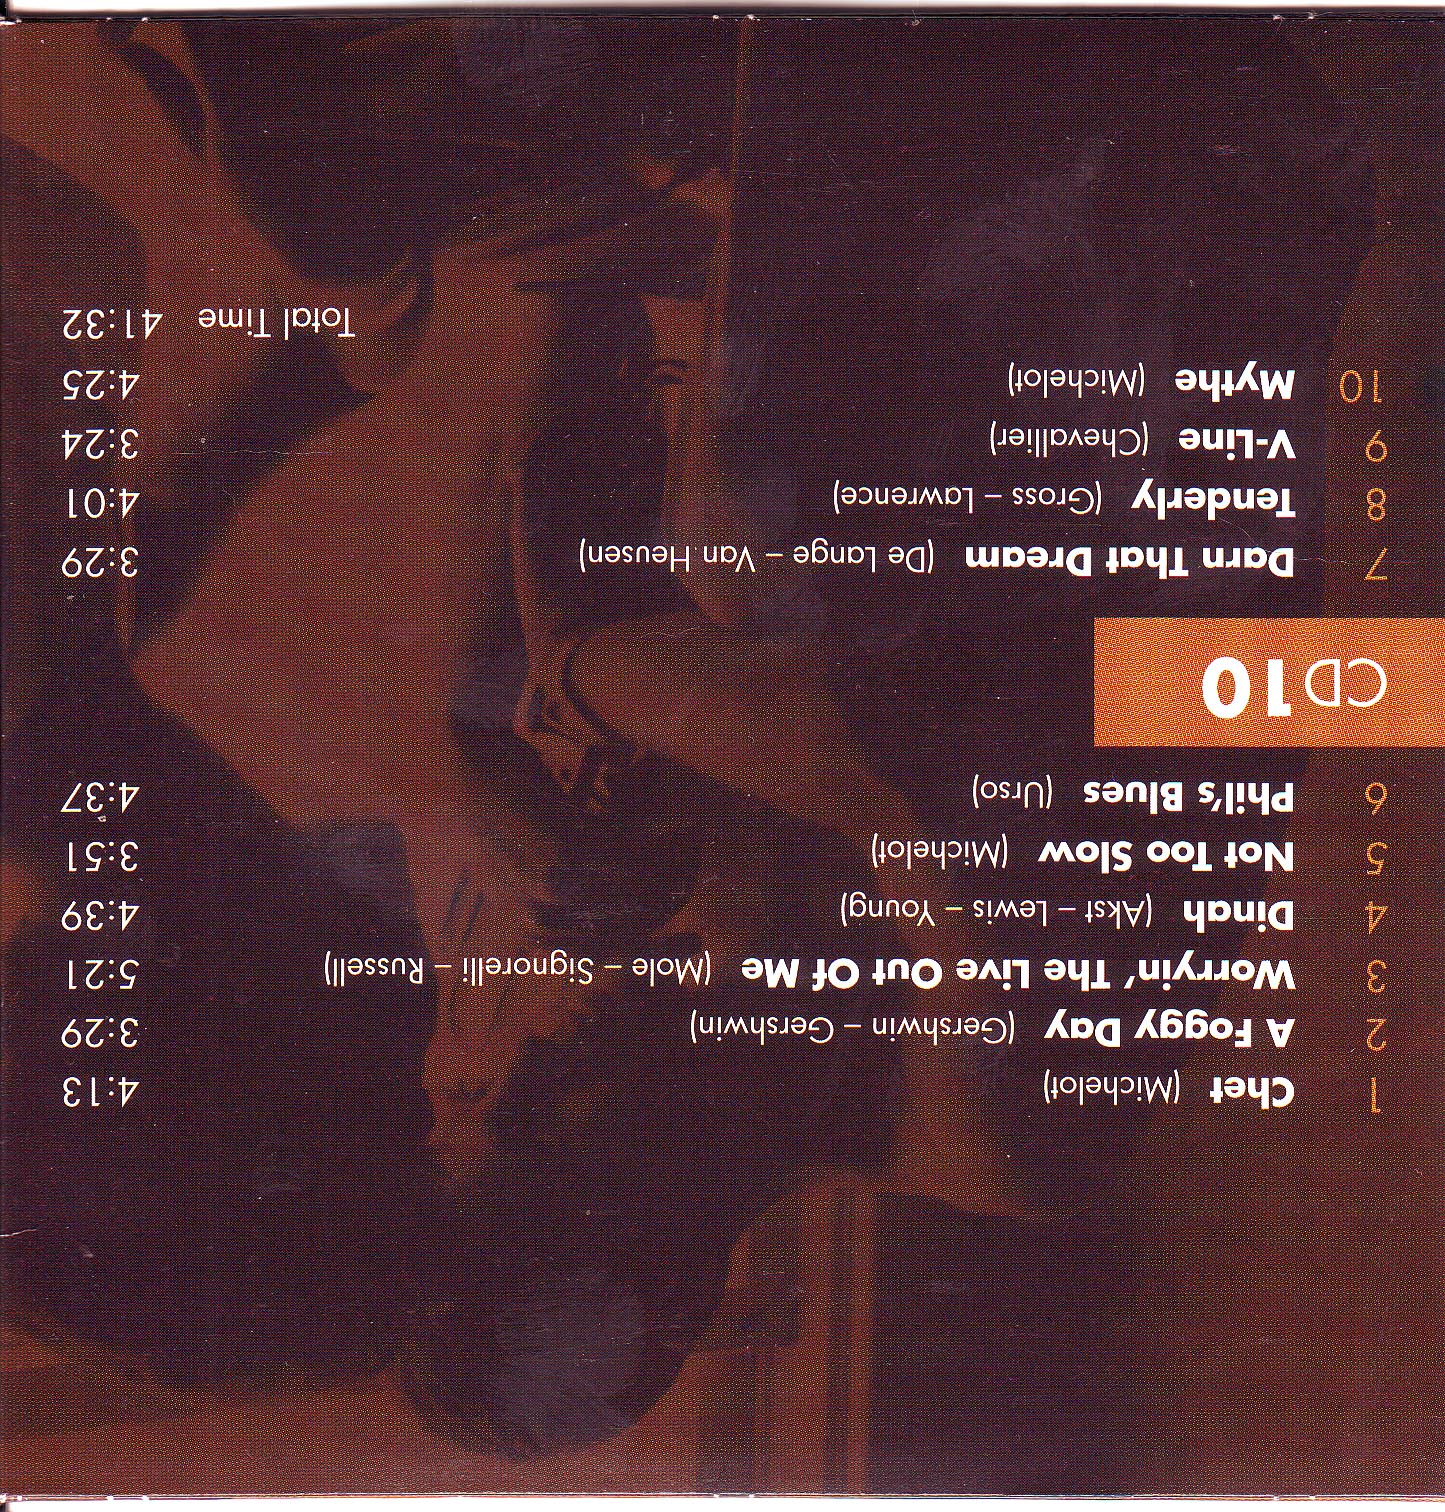 1 Chet (Michelot) 4:13
2 A Foggy Day (Gershwin – Gershwin) 3:29
3 Worryin' The Live Out Of Me (Mole – Signorelli – Russell) 5:21
4 Dinah (Akst – Lewis – Young) 4:39
5 Not Too Slow (Michelot) 3:51
6 Phil's Blues (Urso) 4:37
CD10
7 Darn That Dream (De Lange – Van Heusen) 3:29
8 Tenderly (Gross – Lawrence) 4:01
9 V-Line (Chevallier) 3:24
10 Mythe (Michelot) 4:25
Total Time 41:32